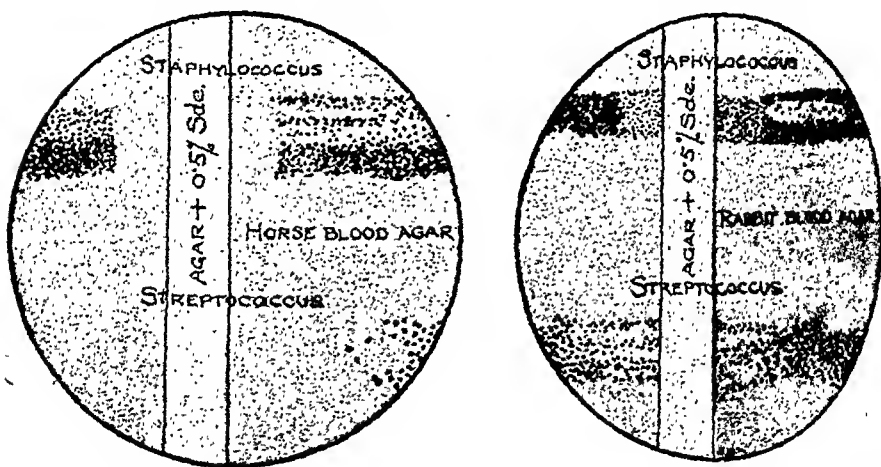 STAPHYLOCOCCUS
AGAR + 0·5% Sde.
HORSE BLOOD AGAR
STREPTOCOCCUS
STAPHYLOCOCCUS
AGAR + 0·5% Sde.
RABBIT BLOOD AGAR
STREPTOCOCCUS